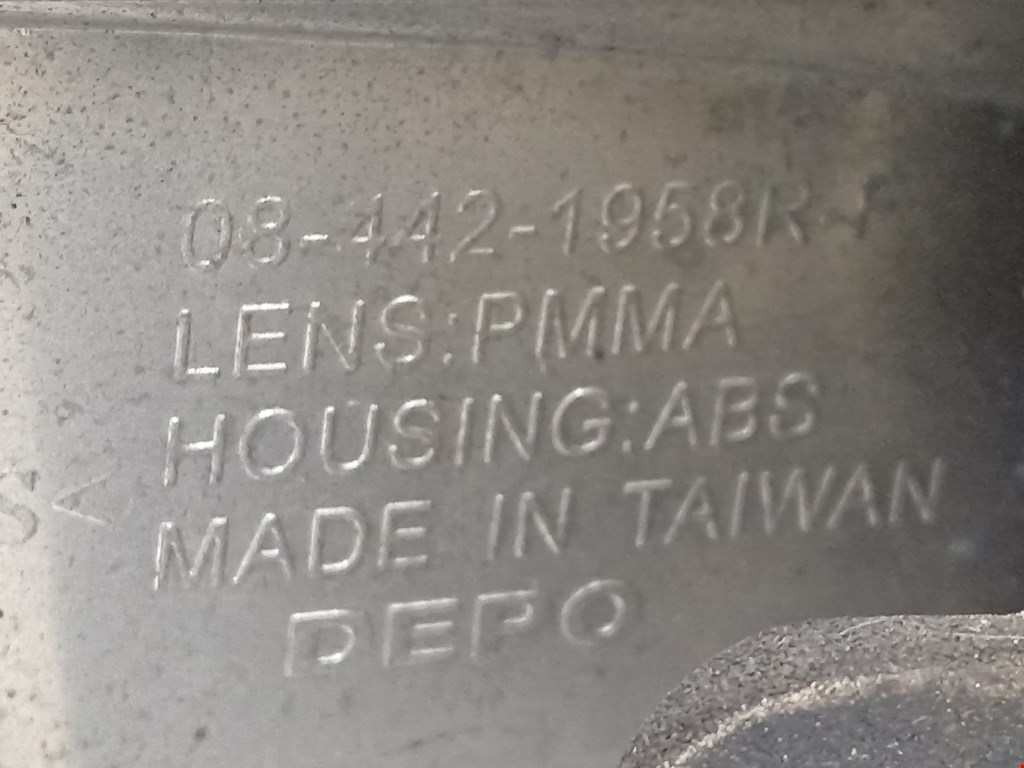 08-442-1958R-F
LENS:PMMA
HOUSING:ABS
MADE IN TAIWAN
DEPO
S<